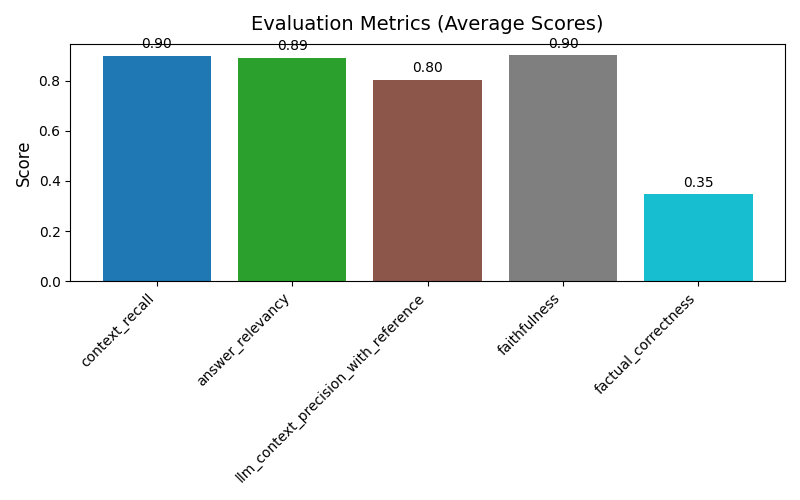 Evaluation Metrics (Average Scores)
0.90
0.89
0.80
0.90
0.35
Score
0.8
0.6
0.4
0.2
0.0
context_recall
answer_relevancy
llm_context_precision_with_reference
faithfulness
factual_correctness